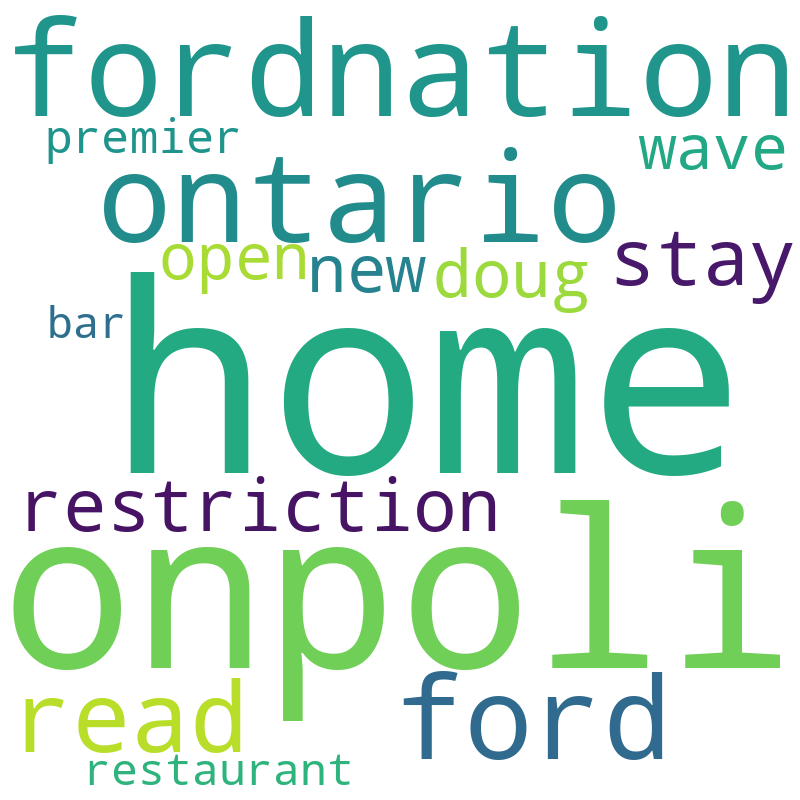 fordnation
premier wave
ontario
open new doug stay
bar
home
restriction
onpoli
read ford
restaurant